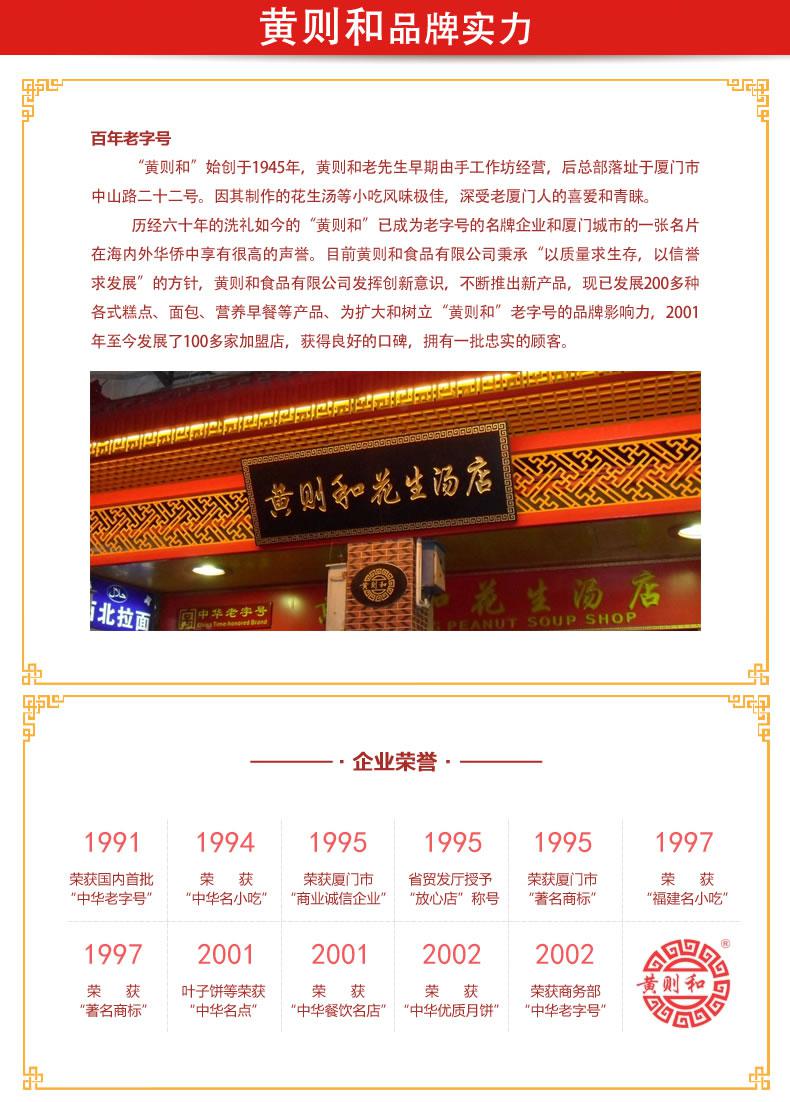 黄则和品牌实力
百年老字号
“黄则和”始创于1945年，黄则和老先生早期由手工作坊经营，后总部落址于厦门市
中山路二十二号。因其制作的花生汤等小吃风味极佳，深受老厦门人的喜爱和青睐。
历经六十年的洗礼如今的“黄则和”已成为老字号的名牌企业和厦门城市的一张名片
在海内外华侨中享有很高的声誉。目前黄则和食品有限公司秉承“以质量求生存，以信誉
求发展”的方针，黄则和食品有限公司发挥创新意识，不断推出新产品，现已发展200多种
各式糕点、面包、营养早餐等产品、为扩大和树立“黄则和”老字号的品牌影响力，2001
年至今发展了100多家加盟店，获得良好的口碑，拥有一批忠实的顾客。
黄则和花生汤店
黄则和
حلال
北拉面
中华老字号
China Time-honored Brand
和花生汤店
PEANUT SOUP SHOP
·企业荣誉·
1991
荣获国内首批
“中华老字号”
1994
荣 获
“中华名小吃”
1995
荣获厦门市
“商业诚信企业”
1995
省贸发厅授予
“放心店”称号
1995
荣获厦门市
“著名商标”
1997
荣 获
“福建名小吃”
1997
荣 获
“著名商标”
2001
叶子饼等荣获
“中华名点”
2001
荣 获
“中华餐饮名店”
2002
荣 获
“中华优质月饼”
2002
荣获商务部
“中华老字号”
黄则和®